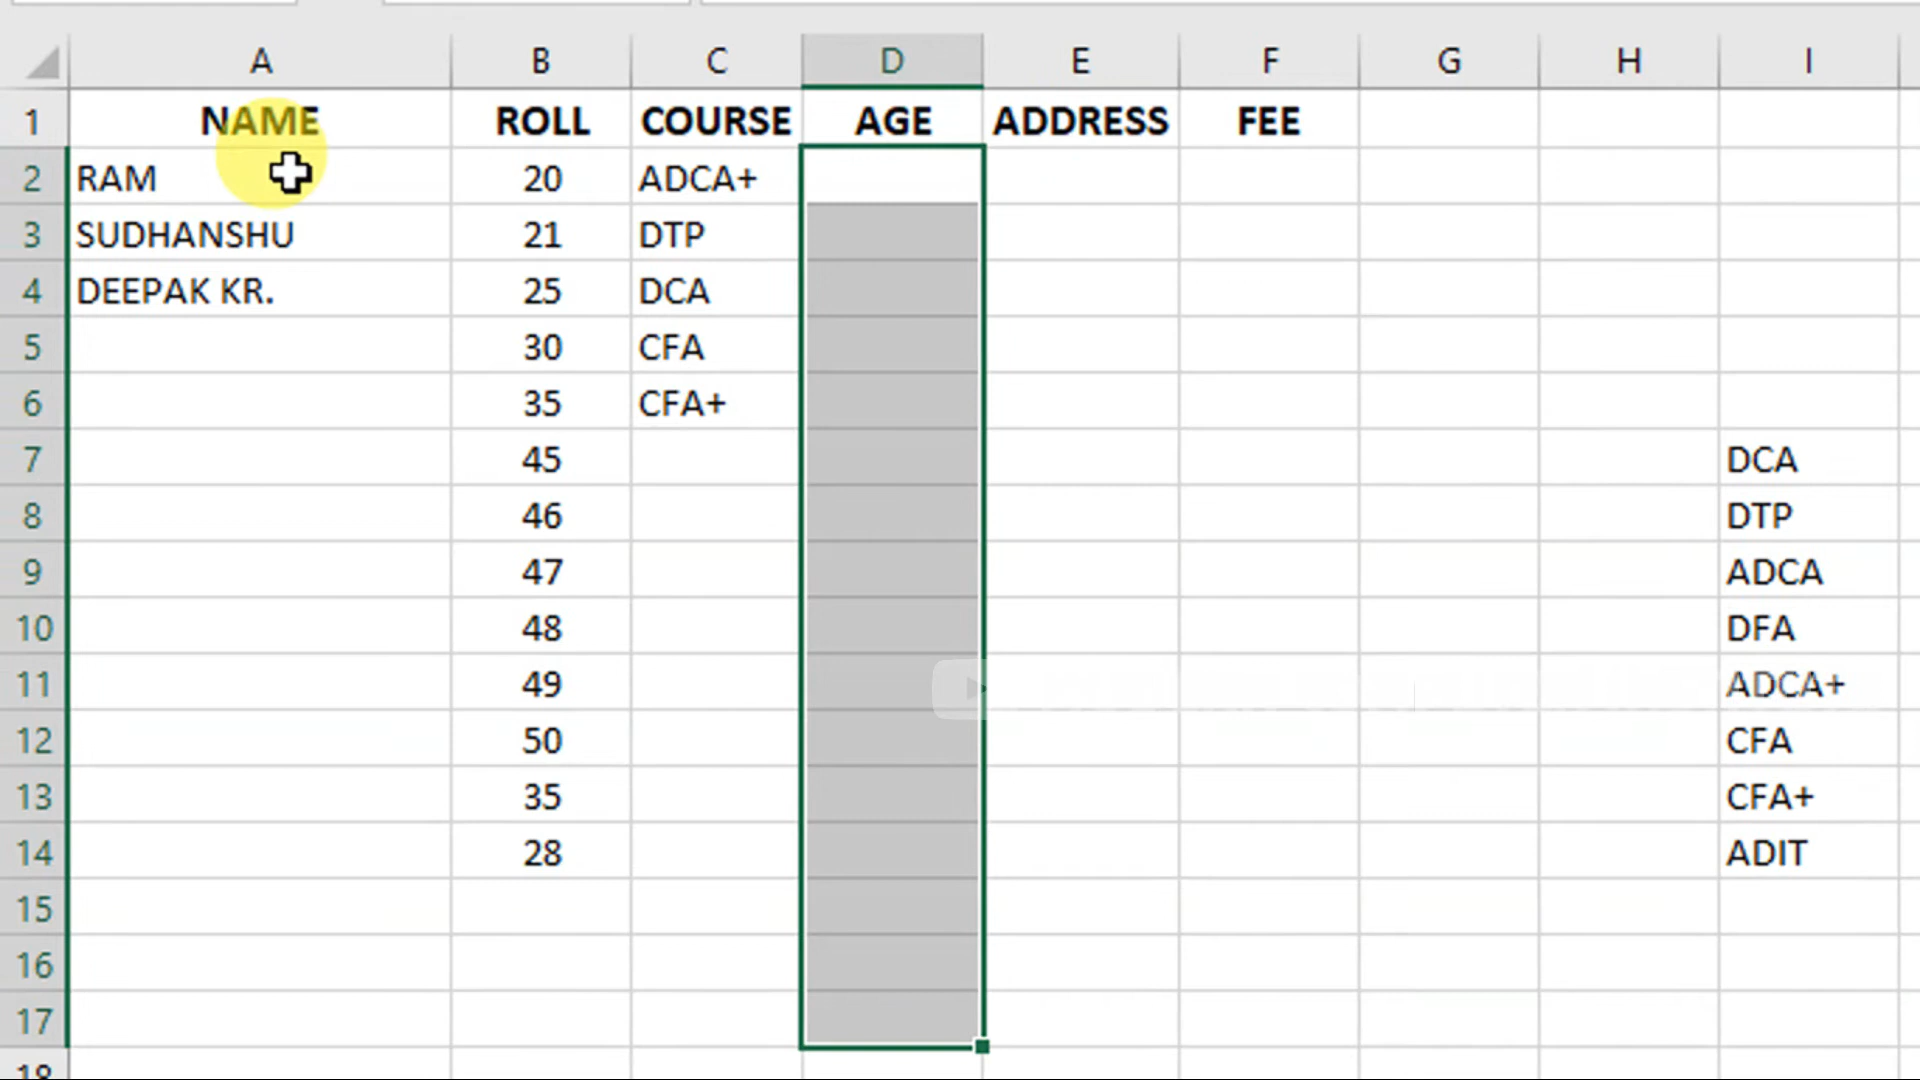 A B C D E F G H I
1 NAME ROLL COURSE AGE ADDRESS FEE
2 RAM 20 ADCA+
3 SUDHANSHU 21 DTP
4 DEEPAK KR. 25 DCA
5 30 CFA
6 35 CFA+
7 45 DCA
8 46 DTP
9 47 ADCA
10 48 DFA
11 49 ADCA+
12 50 CFA
13 35 CFA+
14 28 ADIT
15
16
17
18